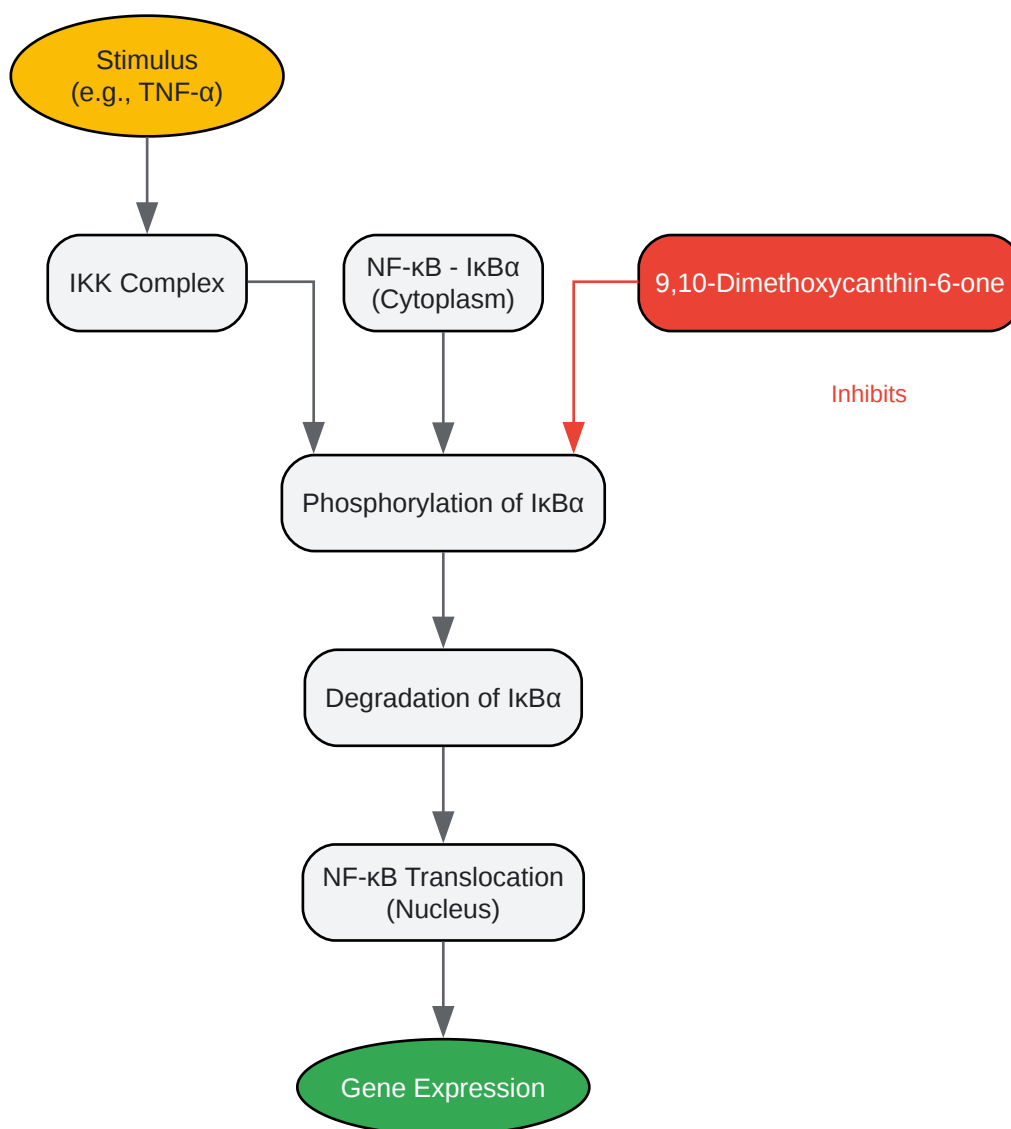 Stimulus
(e.g., TNF-α)
IKK Complex
NF-κB - IκBα
(Cytoplasm)
9,10-Dimethoxycanthin-6-one
Inhibits
Phosphorylation of IκBα
Degradation of IκBα
NF-κB Translocation
(Nucleus)
Gene Expression